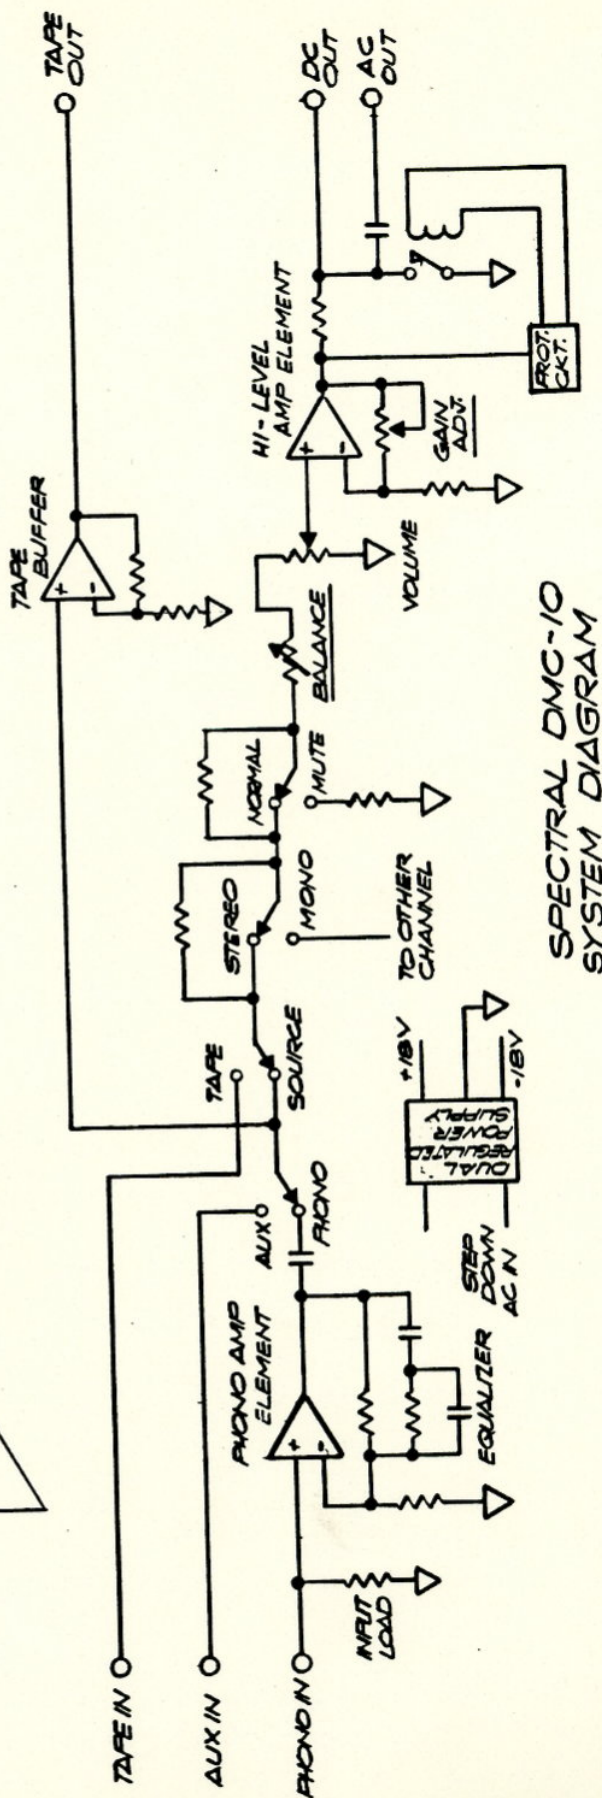 TAPE
OUT
DC
OUT
AC
OUT
TAPE
BUFFER
+
-
HI-LEVEL
AMP ELEMENT
+
-
GAIN
ADJ.
PROT.
CKT.
VOLUME
BALANCE
NORMAL
MUTE
STEREO
MONO
TO OTHER
CHANNEL
TAPE
SOURCE
AUX
PHONO
PHONO AMP
ELEMENT
+
-
EQUALIZER
INPUT
LOAD
TAPE IN
AUX IN
PHONO IN
STEP
DOWN
AC IN
DUAL
REGULATED
POWER
SUPPLY
+18V
-18V
SPECTRAL DMC-10
SYSTEM DIAGRAM